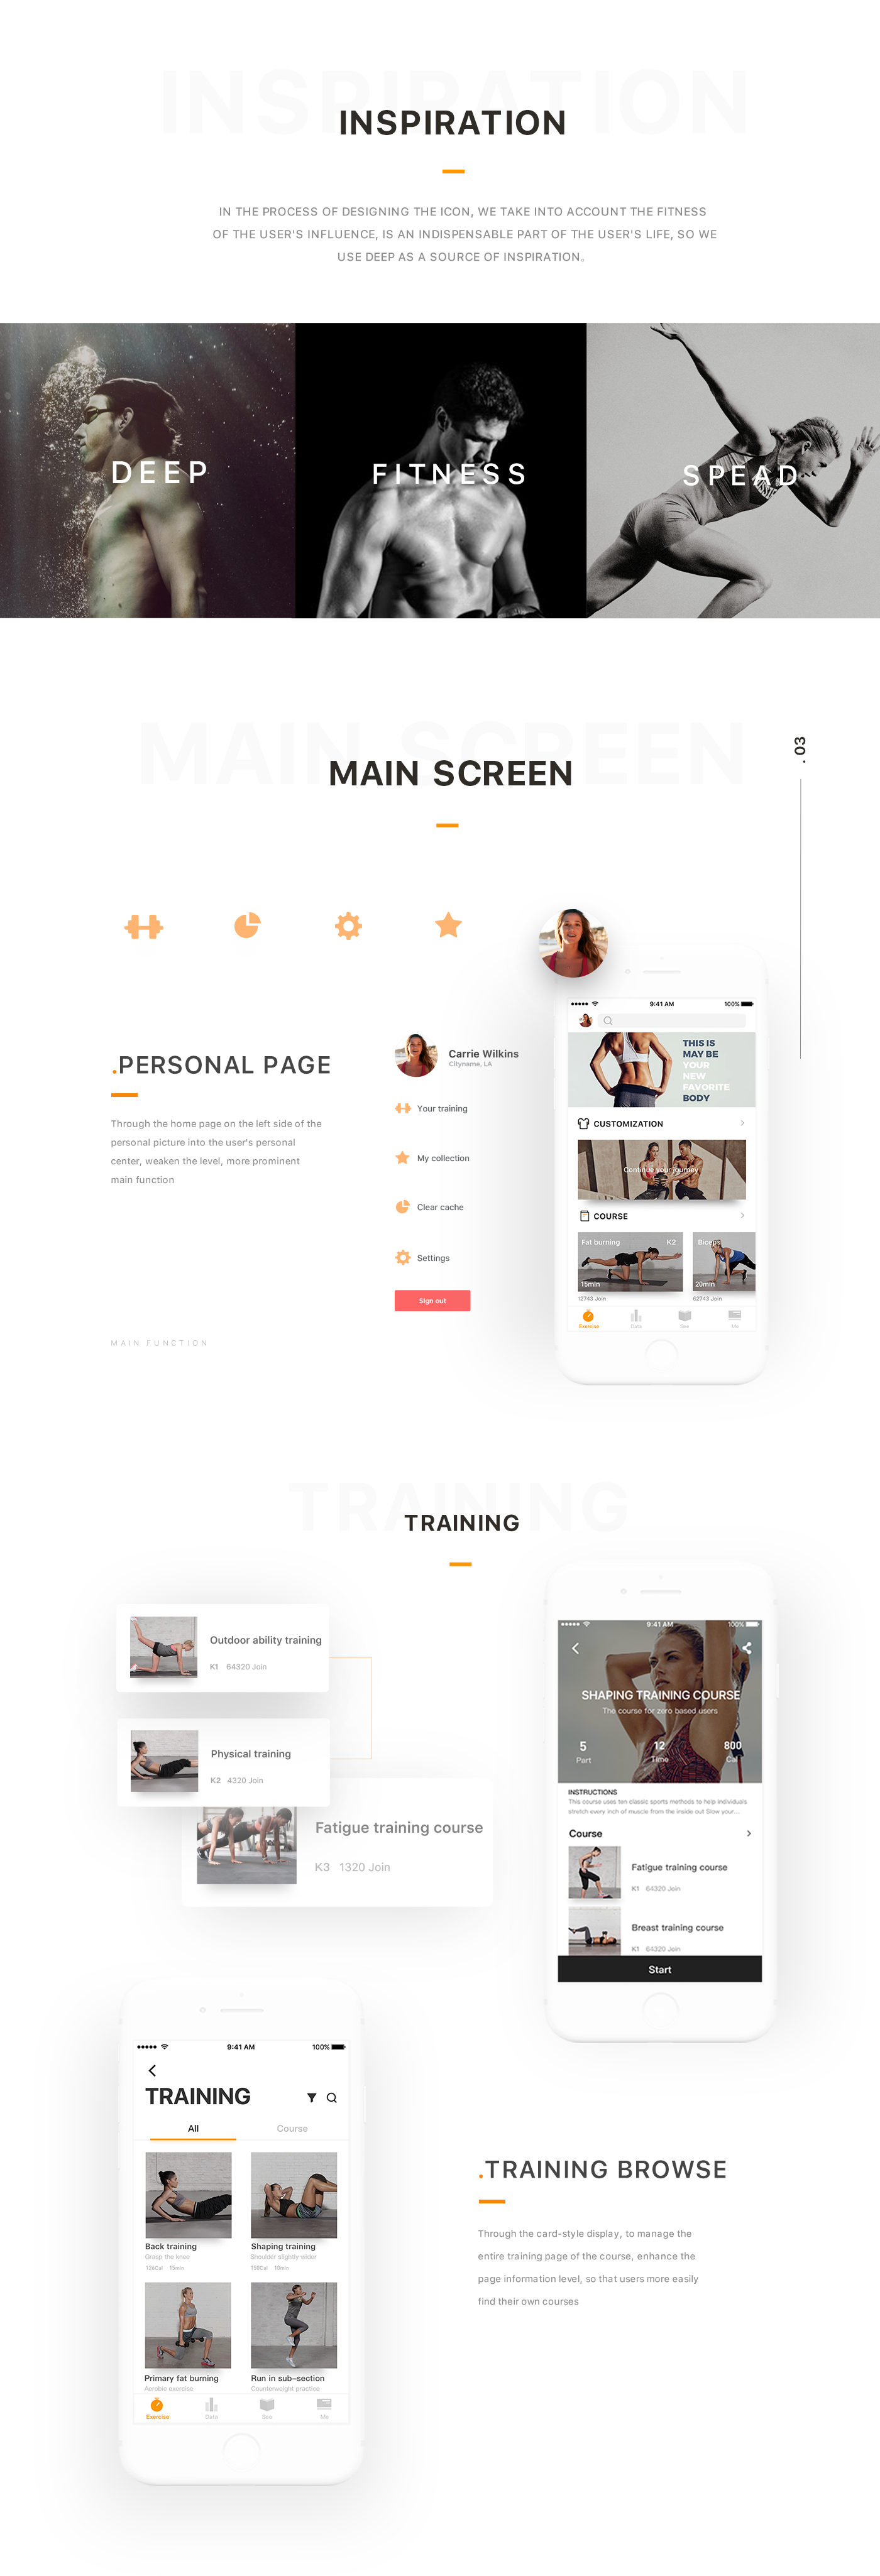 INSPIRATION
INSPIRATION
IN THE PROCESS OF DESIGNING THE ICON, WE TAKE INTO ACCOUNT THE FITNESS
OF THE USER'S INFLUENCE, IS AN INDISPENSABLE PART OF THE USER'S LIFE, SO WE
USE DEEP AS A SOURCE OF INSPIRATION。
DEEP
FITNESS
SPEAD
MAIN SCREEN
MAIN SCREEN
. 03
9:41 AM
100%
THIS IS
MAY BE
YOUR
NEW
FAVORITE
BODY
CUSTOMIZATION
Continue your journey
COURSE
Fat burning
K2
15min
12743 Join
Biceps
20min
62743 Join
Exercise
Data
See
Me
.PERSONAL PAGE
Through the home page on the left side of the
personal picture into the user's personal
center, weaken the level, more prominent
main function
Carrie Wilkins
Cityname, LA
Your training
My collection
Clear cache
Settings
Sign out
MAIN FUNCTION
TRAINING
TRAINING
Outdoor ability training
K1 64320 Join
Physical training
K2 4320 Join
Fatigue training course
K3 1320 Join
9:41 AM
100%
SHAPING TRAINING COURSE
The course for zero based users
5
Part
12
Time
800
Cal
INSTRUCTIONS
This course uses ten classic sports methods to help individuals
stretch every inch of muscle from the inside out Slow your...
Course
Fatigue training course
K1 64320 Join
Breast training course
K1 64320 Join
Start
9:41 AM
100%
TRAINING
All
Course
Back training
Grasp the knee
Shaping training
Shoulder slightly wider
Primary fat burning
Aerobic exercise
Run in sub-section
Counterweight practice
Exercise
Data
See
Me
.TRAINING BROWSE
Through the card-style display, to manage the
entire training page of the course, enhance the
page information level, so that users more easily
find their own courses